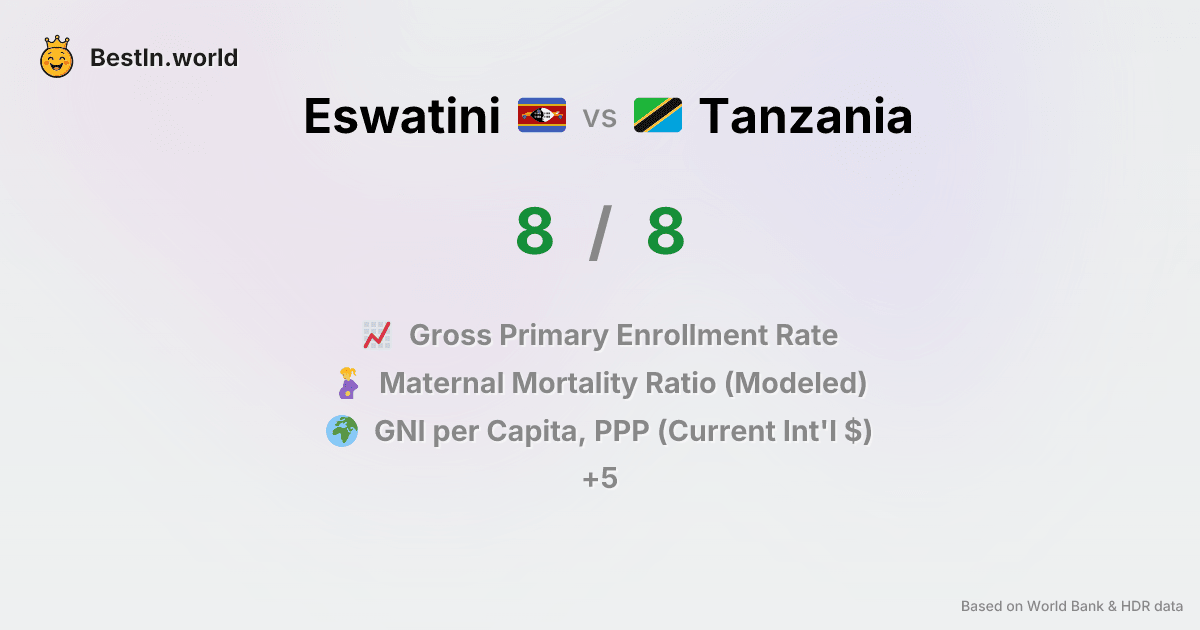 BestIn.world
Eswatini vs Tanzania
8 / 8
Gross Primary Enrollment Rate
Maternal Mortality Ratio (Modeled)
GNI per Capita, PPP (Current Int'l $)
+5
Based on World Bank & HDR data